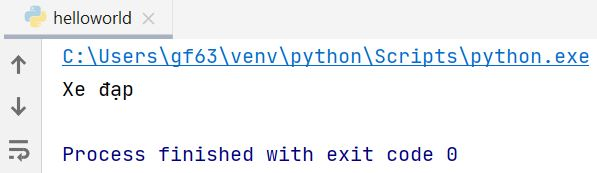 helloworld
C:\Users\gf63\venv\python\Scripts\python.exe
Xe đạp
Process finished with exit code 0